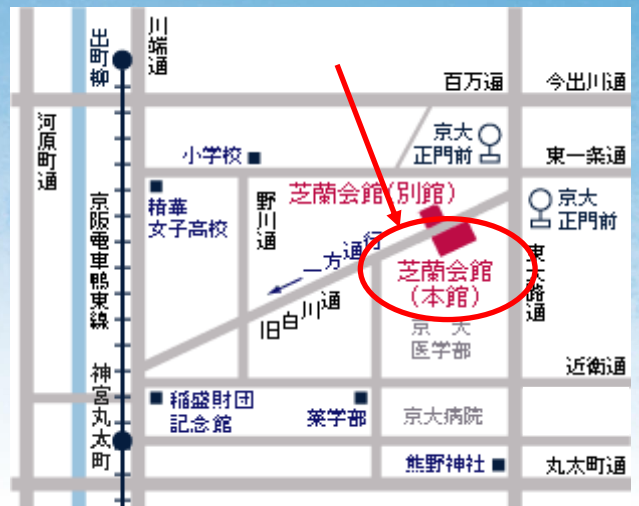 出町柳
川端通
百万遍
今出川通
河原町通
小学校
京大
正門前
東一条通
精華
女子高校
野川通
芝蘭会館(別館)
京大
正門前
京阪電車鴨東線
一方通行
旧白川通
芝蘭会館
(本館)
東大路通
京大
医学部
近衛通
神宮丸太町
稲盛財団
記念館
薬学部
京大病院
熊野神社
丸太町通